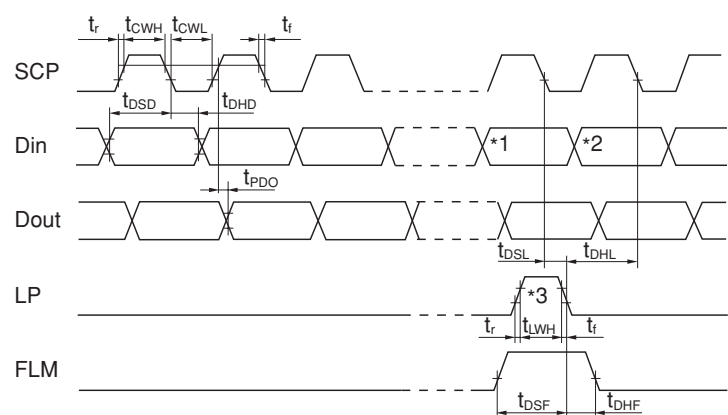 tr tCWH tCWL tf
SCP
tDSD tDHD
Din *1 *2
tPDO
Dout
tDSL tDHL
LP *3
tr tLWH tf
FLM
tDSF tDHF